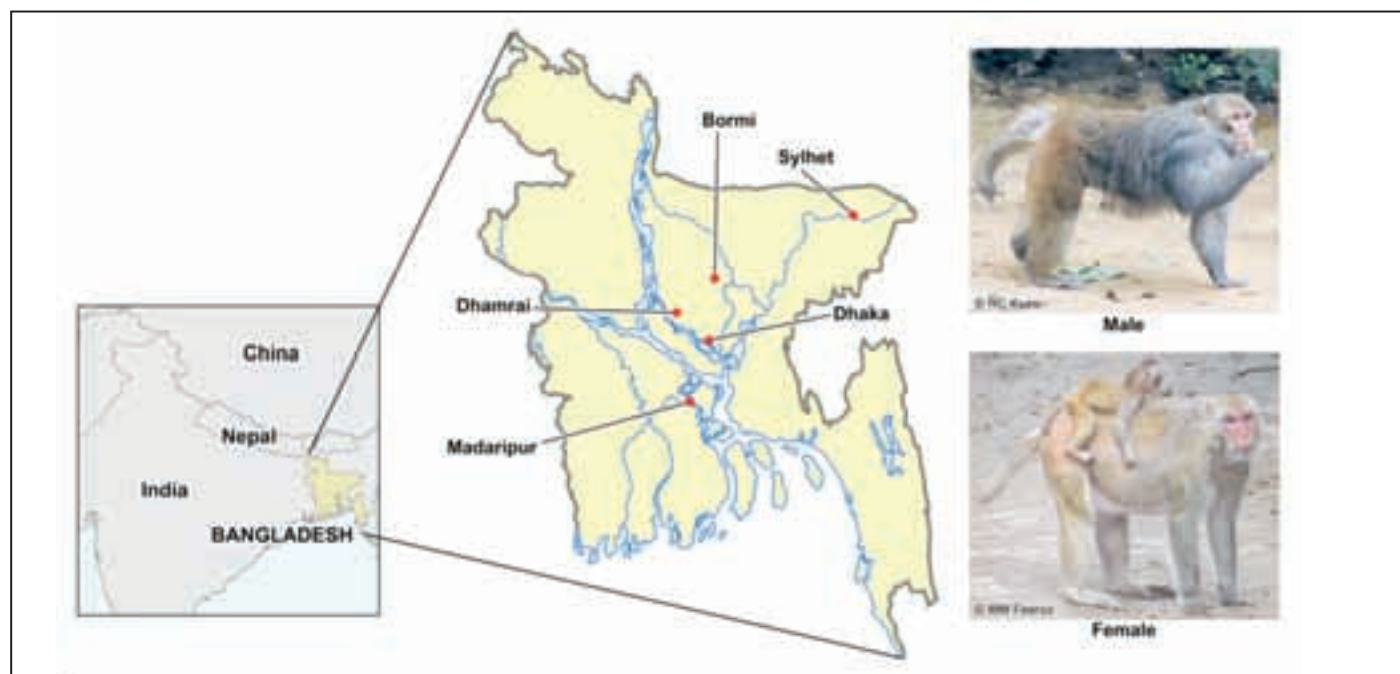 Bormi
Sylhet
Dhamrai
Dhaka
Madaripur
China
Nepal
India
BANGLADESH
Male
Female